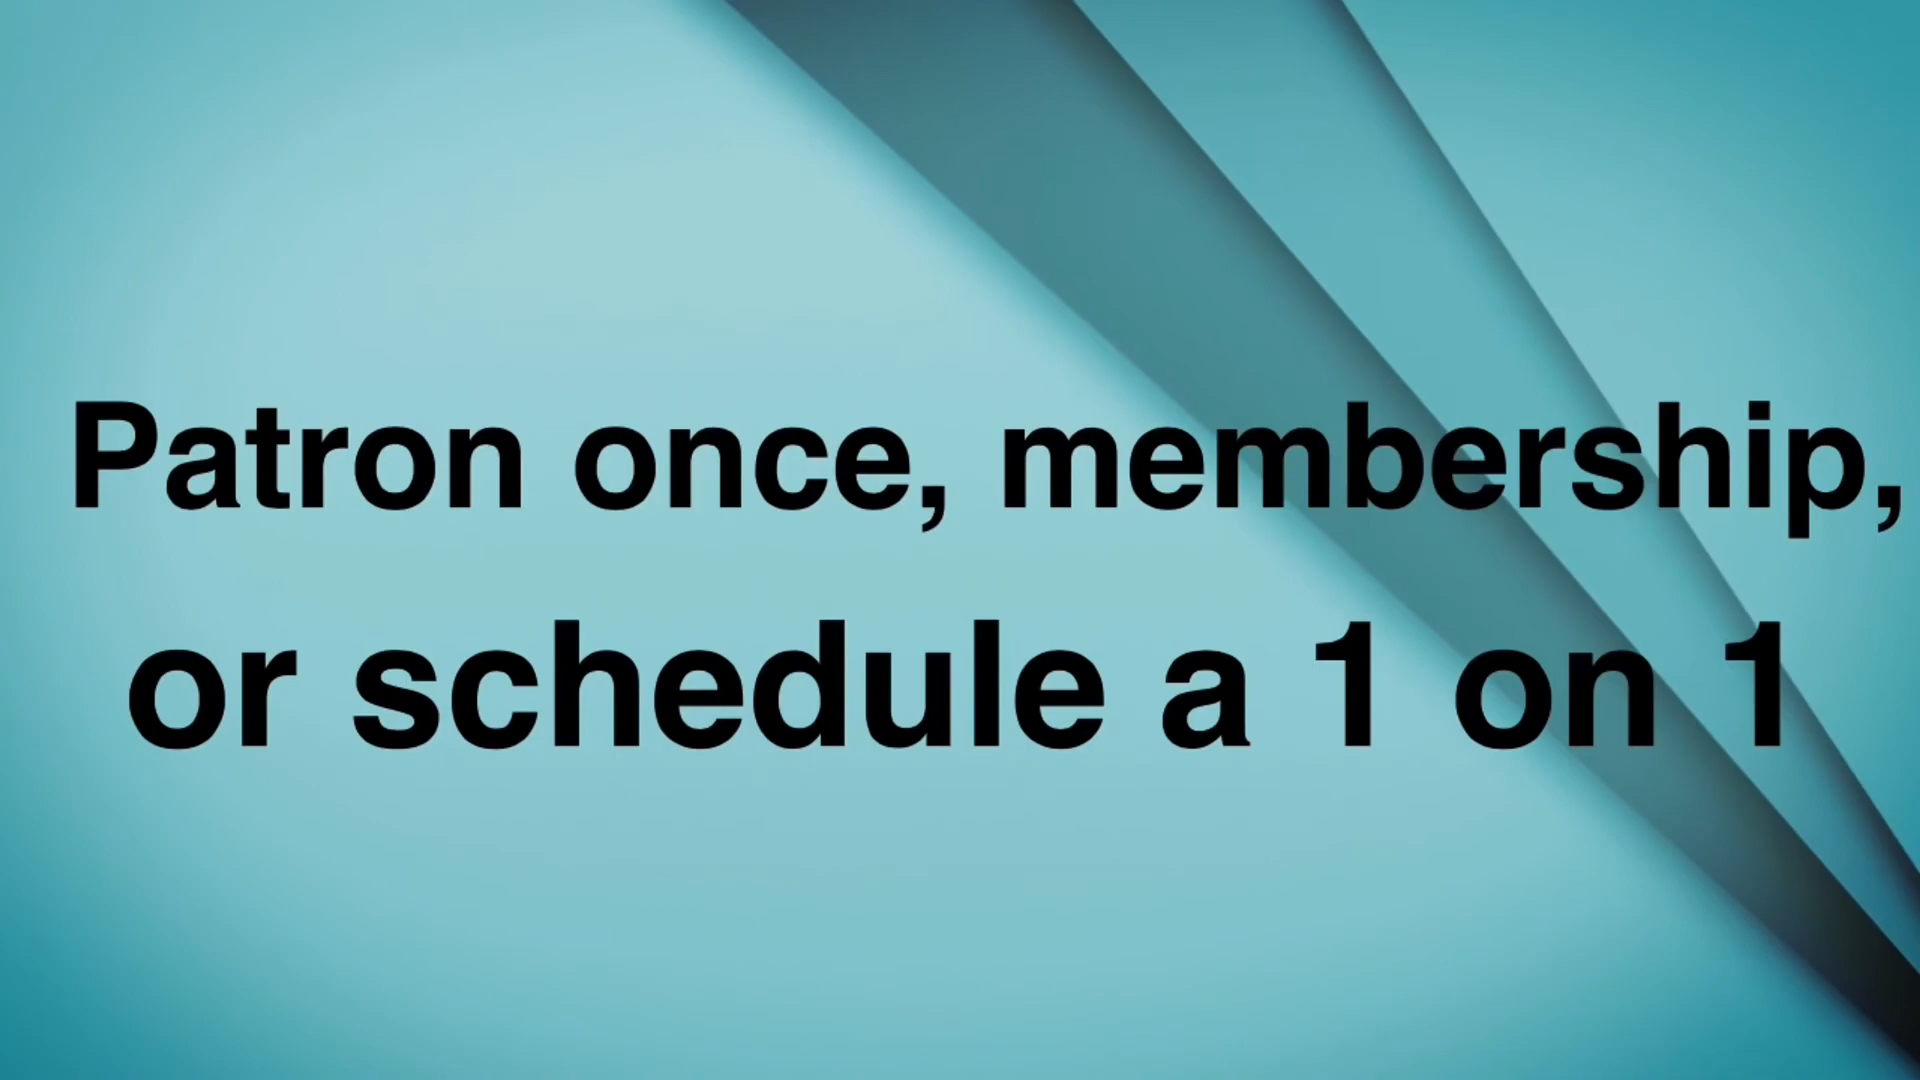 Patron once, membership,
or schedule a 1 on 1